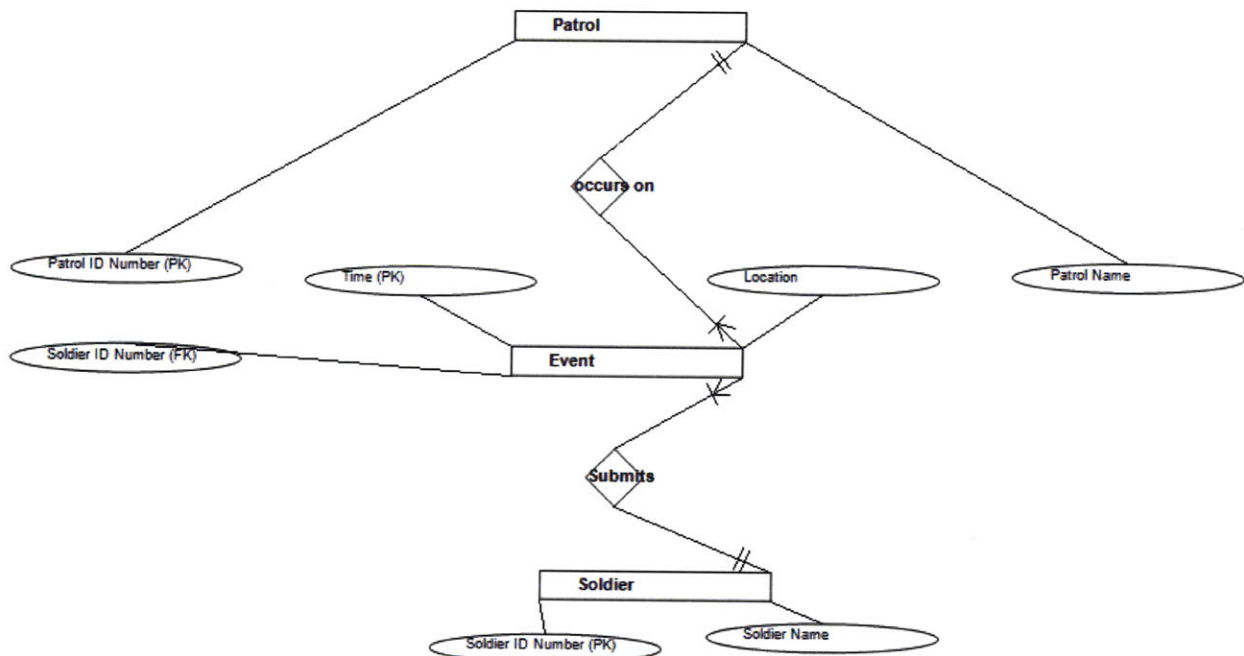 Patrol
occurs on
Patrol ID Number (PK)
Time (PK)
Location
Patrol Name
Soldier ID Number (FK)
Event
Submits
Soldier
Soldier ID Number (PK)
Soldier Name